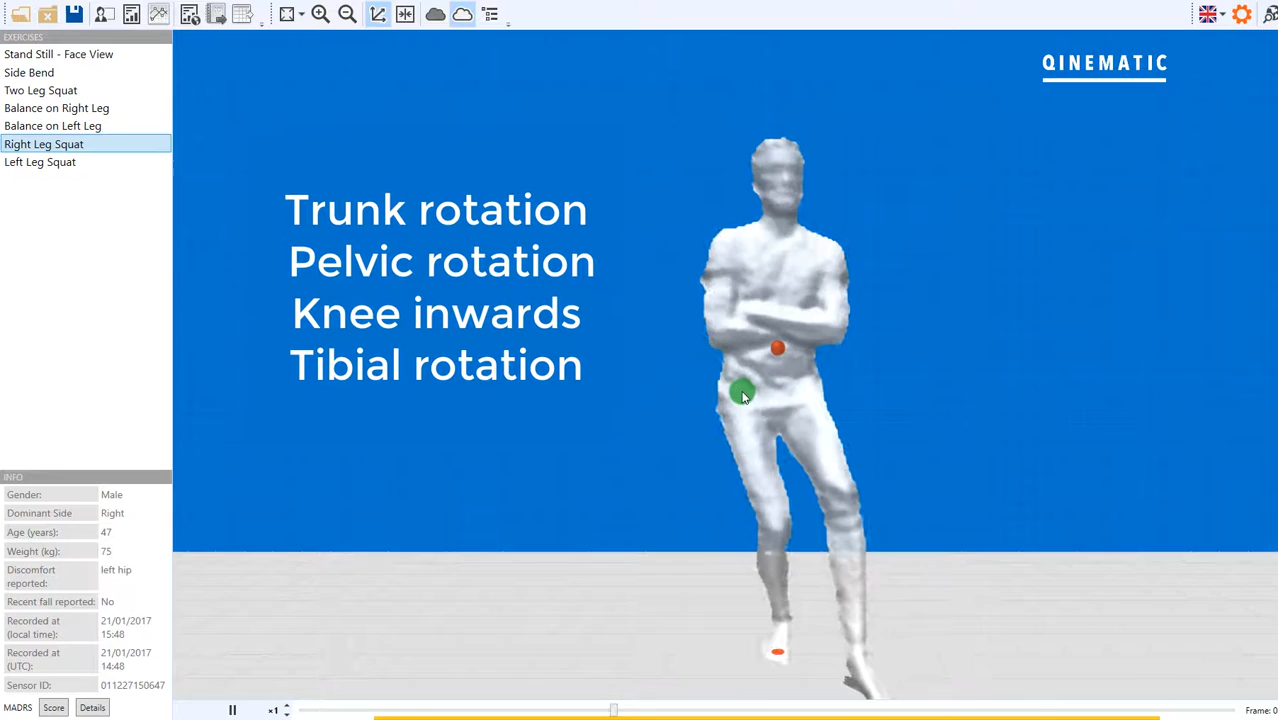 EXERCISES
Stand Still - Face View
Side Bend
Two Leg Squat
Balance on Right Leg
Balance on Left Leg
Right Leg Squat
Left Leg Squat
QINEMATIC
Trunk rotation
Pelvic rotation
Knee inwards
Tibial rotation
INFO
Gender: Male
Dominant Side Right
Age (years): 47
Weight (kg): 75
Discomfort reported: left hip
Recent fall reported: No
Recorded at (local time): 21/01/2017 15:48
Recorded at (UTC): 21/01/2017 14:48
Sensor ID: 011227150647
MADRS Score Details
×1
Frame: 0